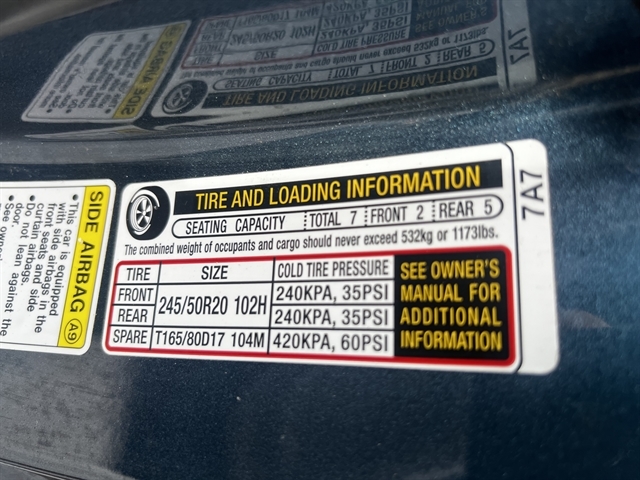 TIRE AND LOADING INFORMATION
SEATING CAPACITY TOTAL 7 FRONT 2 REAR 5
The combined weight of occupants and cargo should never exceed 532kg or 1173lbs.
TIRE SIZE COLD TIRE PRESSURE
FRONT 245/50R20 102H 240KPA, 35PSI
REAR 240KPA, 35PSI
SPARE T165/80D17 104M 420KPA, 60PSI
SEE OWNER'S
MANUAL FOR
ADDITIONAL
INFORMATION
7A7
SIDE AIRBAG A9
• This car is equipped
with side airbags in the
front seats and
curtain airbags.
• Do not
door.
lean against the
• See owner's